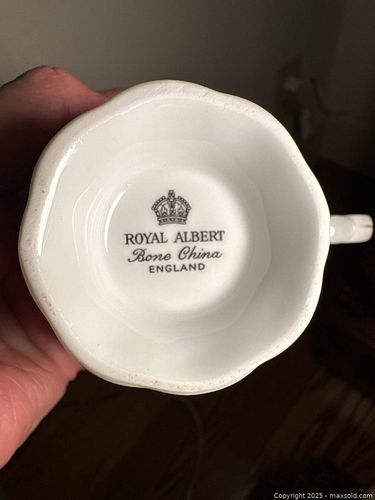 ROYAL ALBERT
Bone China
ENGLAND
Copyright 2025 - maxsold.com